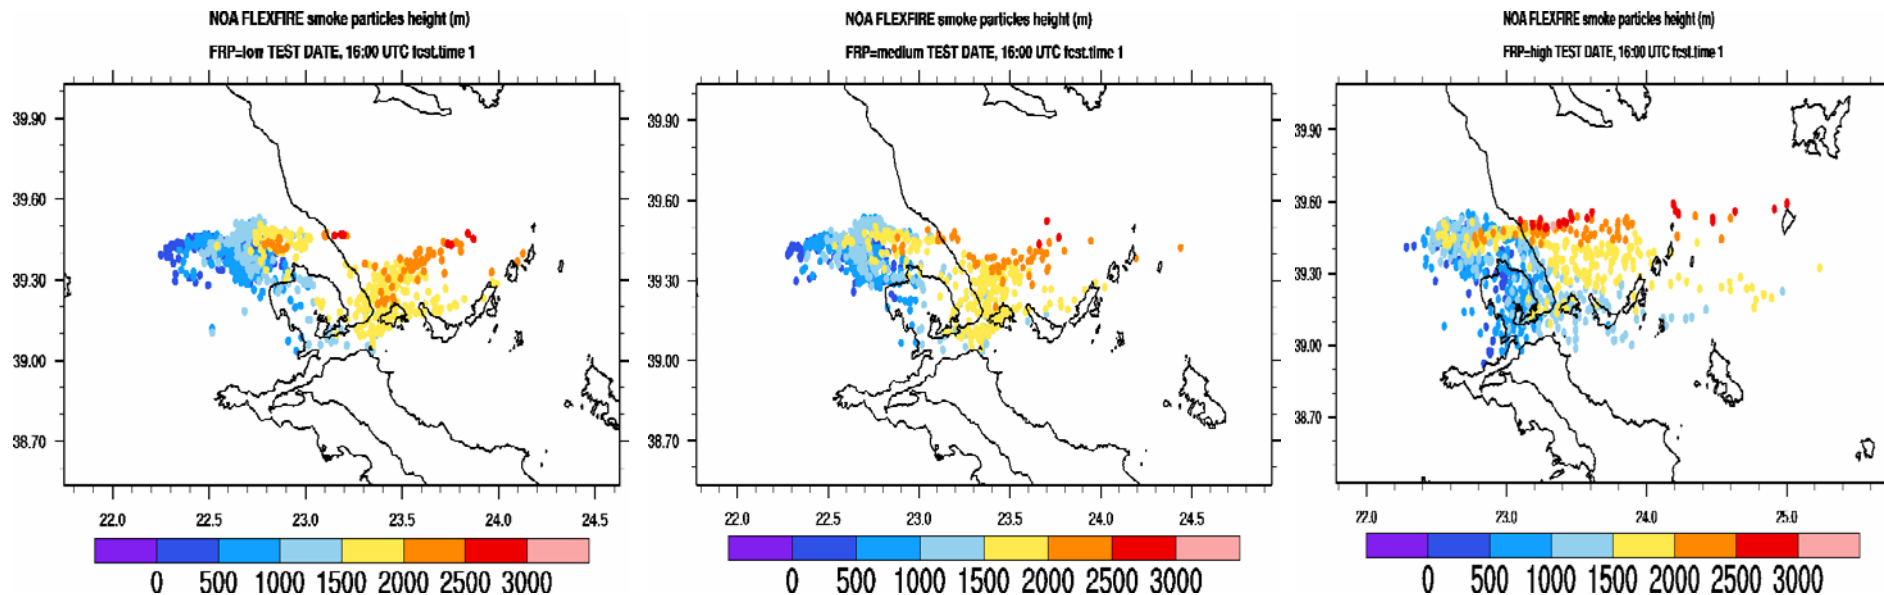 NOA FLEXFIRE smoke particles height (m)
FRP=low TEST DATE, 16:00 UTC fcst.time 1
39.90
39.60
39.30
39.00
38.70
22.0 22.5 23.0 23.5 24.0 24.5
0 500 1000 1500 2000 2500 3000
NOA FLEXFIRE smoke particles height (m)
FRP=medium TEST DATE, 16:00 UTC fcst.time 1
39.90
39.60
39.30
39.00
38.70
22.0 22.5 23.0 23.5 24.0 24.5
0 500 1000 1500 2000 2500 3000
NOA FLEXFIRE smoke particles height (m)
FRP=high TEST DATE, 16:00 UTC fcst.time 1
39.90
39.60
39.30
39.00
38.70
22.0 23.0 24.0 25.0
0 500 1000 1500 2000 2500 3000